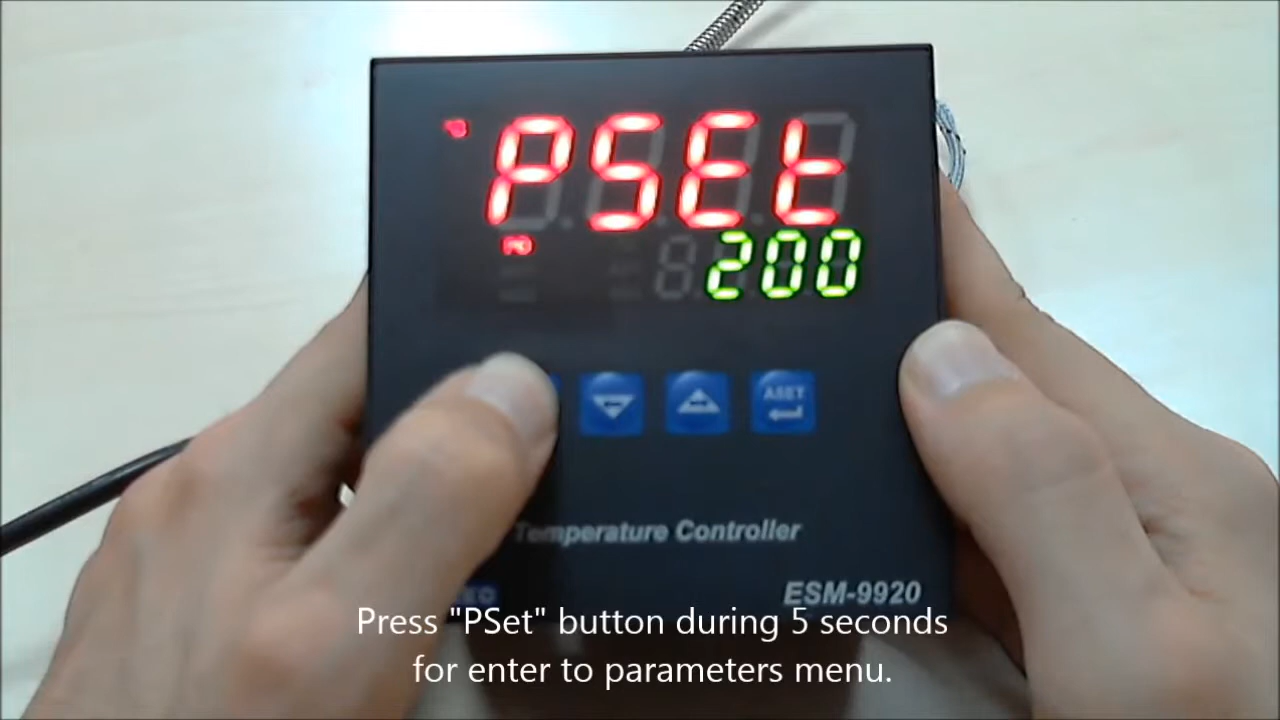 PSEt
200
ASET
Temperature Controller
ESM-9920
Press "PSet" button during 5 seconds
for enter to parameters menu.